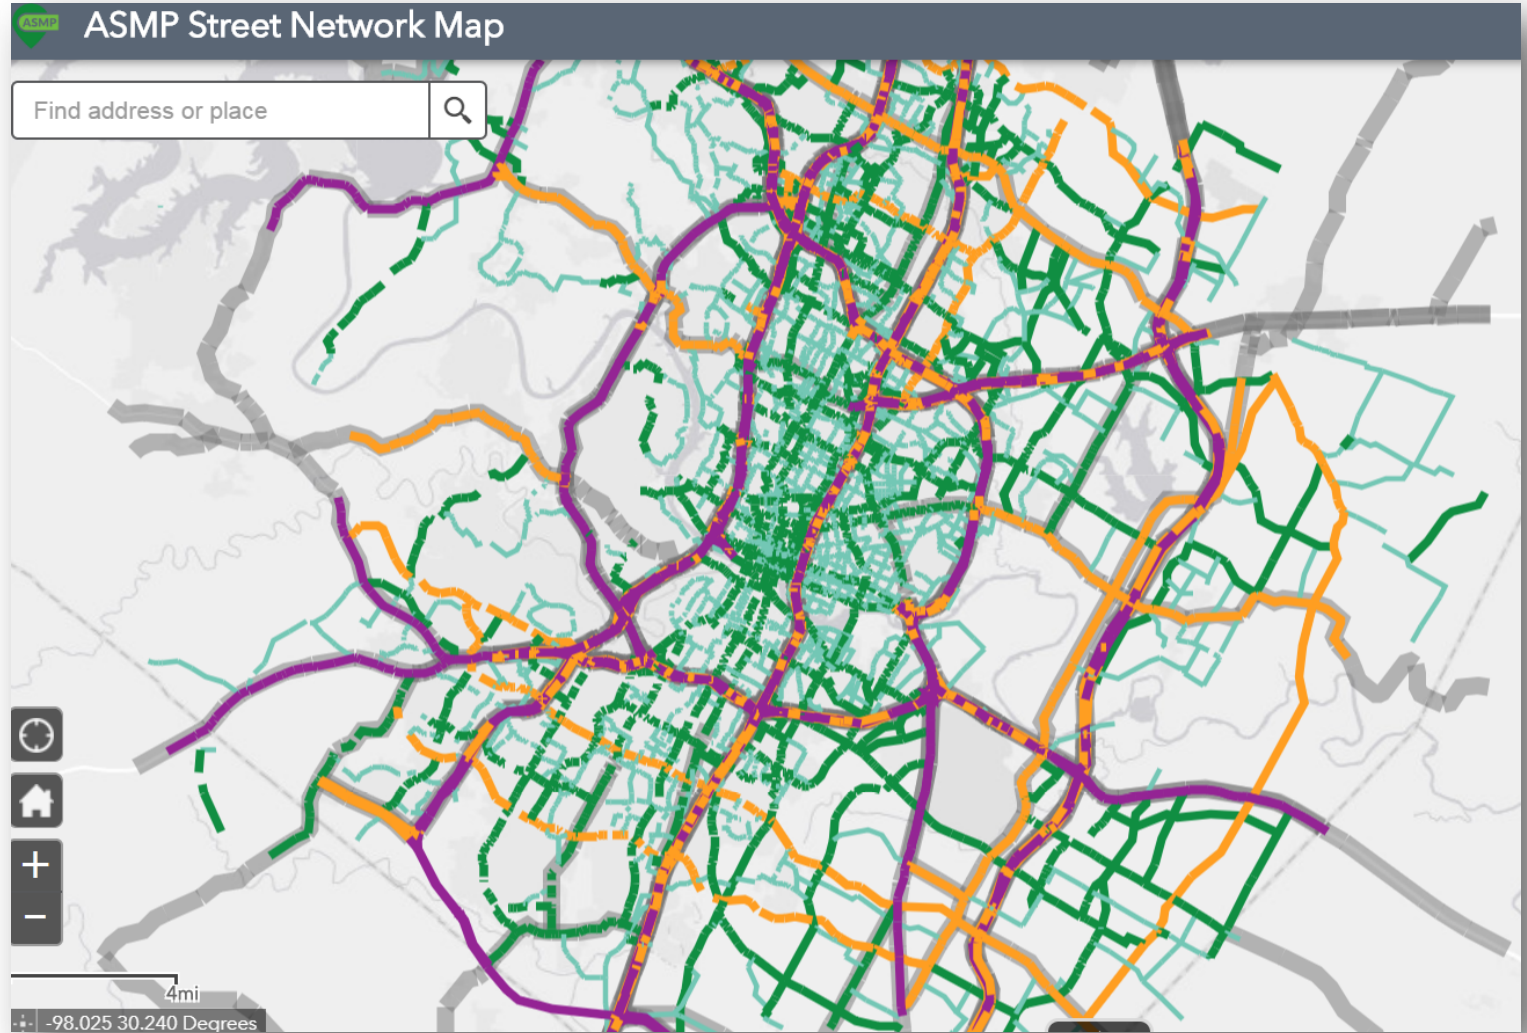 ASMP
ASMP Street Network Map
Find address or place
+
−
4mi
-98.025 30.240 Degrees